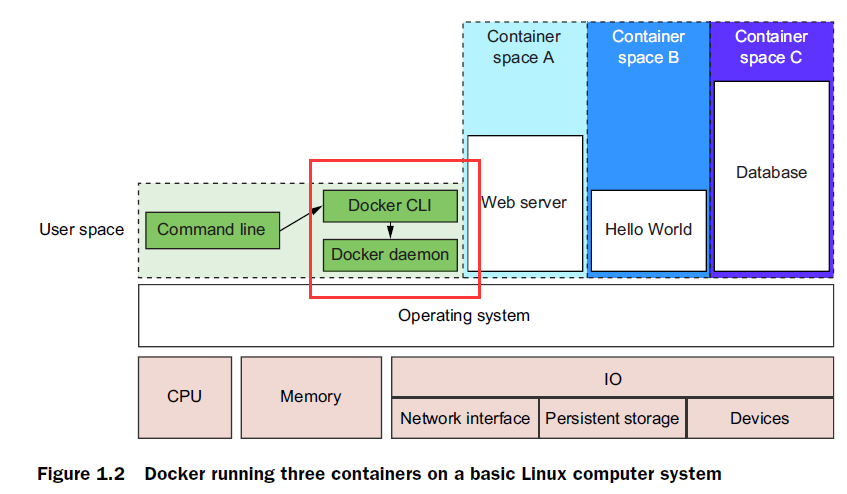 Container
space A
Container
space B
Container
space C
Database
User space
Command line
Docker CLI
Docker daemon
Web server
Hello World
Operating system
CPU
Memory
IO
Network interface
Persistent storage
Devices
Figure 1.2 Docker running three containers on a basic Linux computer system